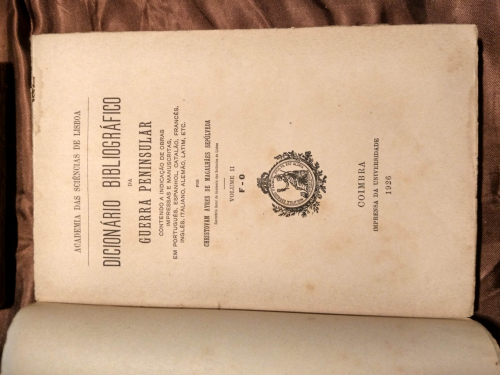 ACADEMIA DAS SCIÊNCIAS DE LISBOA
DICIONÁRIO BIBLIOGRÁFICO
DA
GUERRA PENINSULAR
CONTENDO A INDICAÇÃO DE OBRAS
IMPRESSAS E MANUSCRITAS,
EM PORTUGUÊS, ESPANHOL, CATALÃO, FRANCÊS,
INGLÊS, ITALIANO, ALEMÃO, LATIM, ETC.
POR
CHRISTOVAM AYRES DE MAGALHÃES SEPÚLVEDA
VOLUME II
F-O
COIMBRA
IMPRENSA DA UNIVERSIDADE
1926